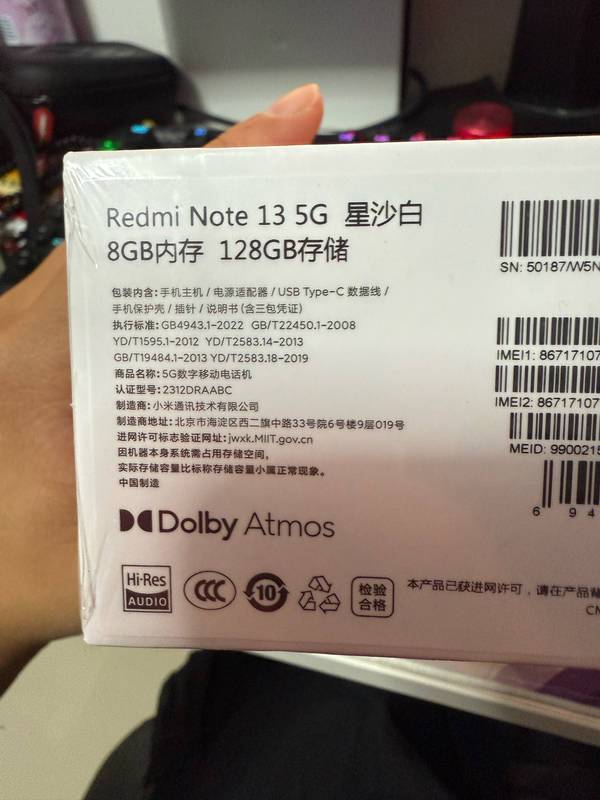 Redmi Note 13 5G 星沙白
8GB内存 128GB存储
包装内含:手机主机 / 电源适配器 / USB Type-C 数据线 /
手机保护壳 / 插针 / 说明书(含三包凭证)
执行标准:GB4943.1-2022 GB/T22450.1-2008
YD/T1595.1-2012 YD/T2583.14-2013
GB/T19484.1-2013 YD/T2583.18-2019
商品名称:5G数字移动电话机
认证型号:2312DRAABC
制造商:小米通讯技术有限公司
制造商地址:北京市海淀区西二旗中路33号院6号楼9层019号
进网许可标志验证网址:jwxk.MIIT.gov.cn
因机器本身系统需占用存储空间,
实际存储容量比标称存储容量小属正常现象。
中国制造
Dolby Atmos
Hi-Res
AUDIO
CCC
10
检验
合格
本产品已获进网许可,请在产品背
CM
SN: 50187/W5N
IMEI1: 86717107
IMEI2: 86717107
MEID: 9900215
6 9 4